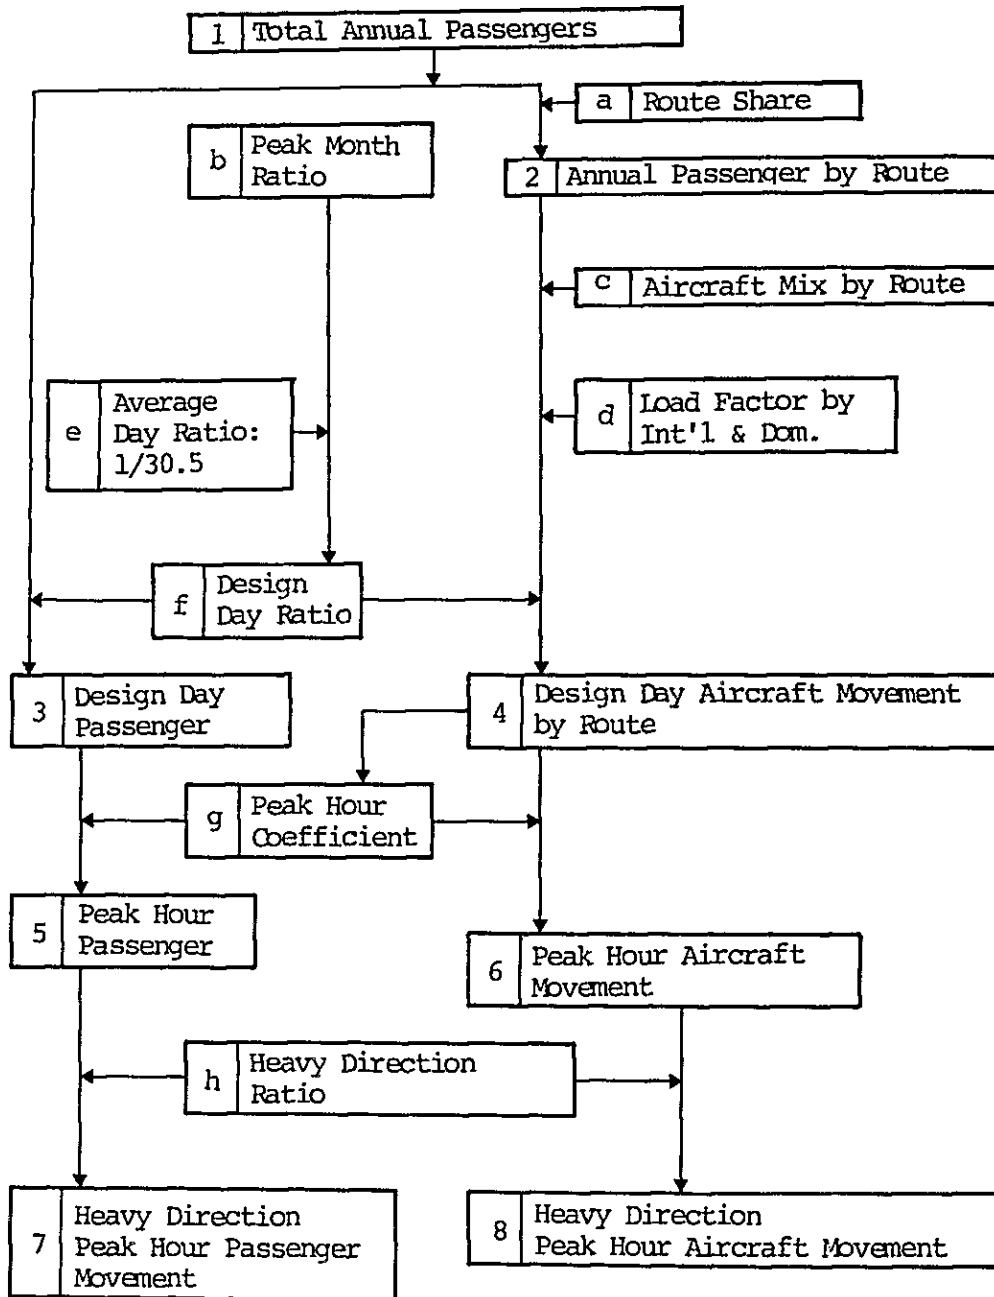 1 Total Annual Passengers
a Route Share
b Peak Month
Ratio
2 Annual Passenger by Route
c Aircraft Mix by Route
e Average
Day Ratio:
1/30.5
d Load Factor by
Int'l & Dom.
f Design
Day Ratio
3 Design Day
Passenger
4 Design Day Aircraft Movement
by Route
g Peak Hour
Coefficient
5 Peak Hour
Passenger
6 Peak Hour Aircraft
Movement
h Heavy Direction
Ratio
7 Heavy Direction
Peak Hour Passenger
Movement
8 Heavy Direction
Peak Hour Aircraft Movement